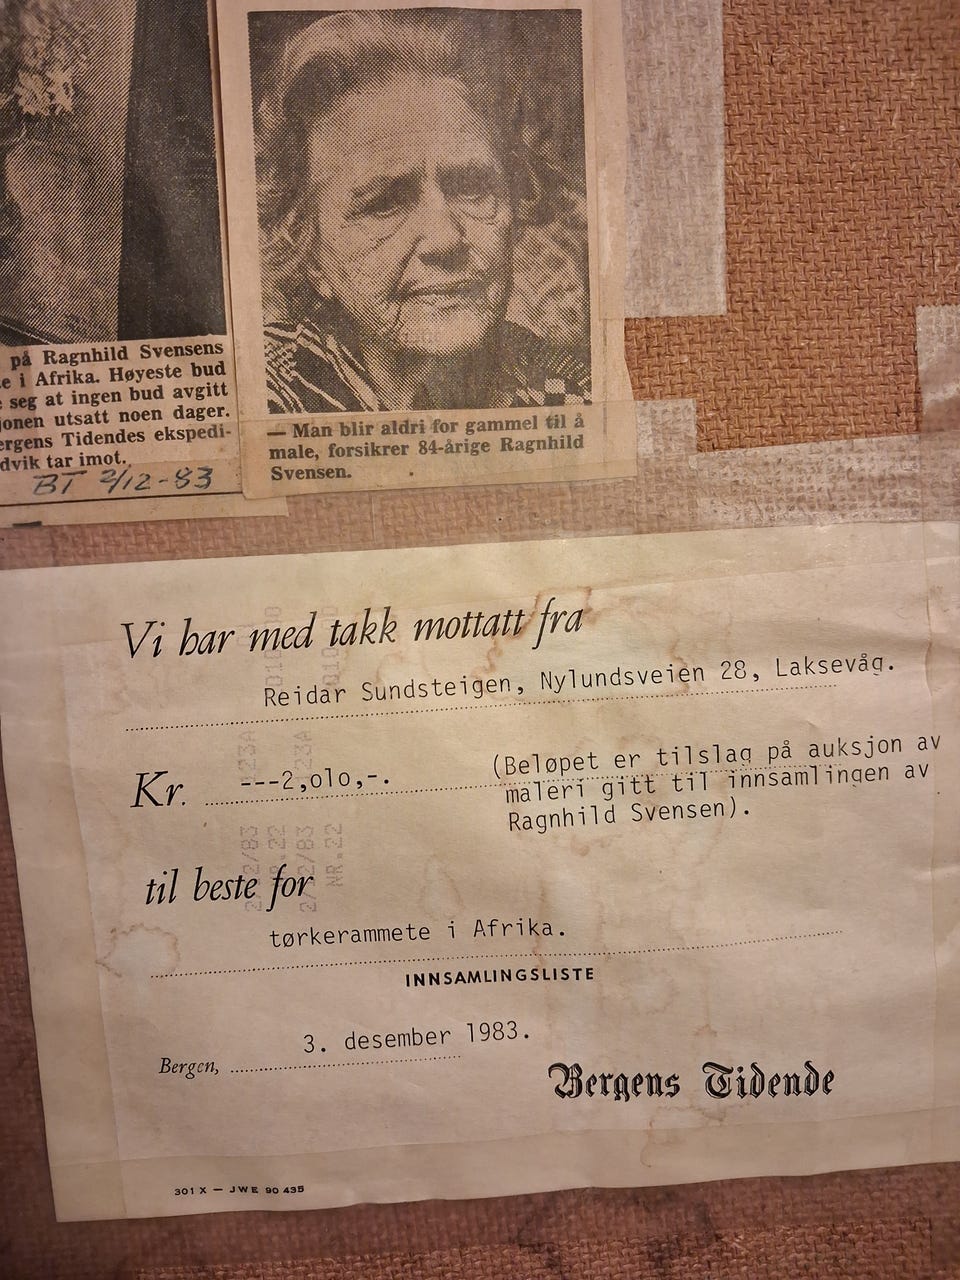 på Ragnhild Svensens
e i Afrika. Høyeste bud
seg at ingen bud avgitt
jonen utsatt noen dager.
ergens Tidendes ekspedi-
dvik tar imot.
BT 2/12-83
— Man blir aldri for gammel til å
male, forsikrer 84-årige Ragnhild
Svensen.
Vi har med takk mottatt fra
Reidar Sundsteigen, Nylundsveien 28, Laksevåg.
Kr. ---2,olo,-.
(Beløpet er tilslag på auksjon av
maleri gitt til innsamlingen av
Ragnhild Svensen).
til beste for
tørkerammete i Afrika.
INNSAMLINGSLISTE
Bergen, 3. desember 1983.
Bergens Tidende
301 X — JWE 90 435